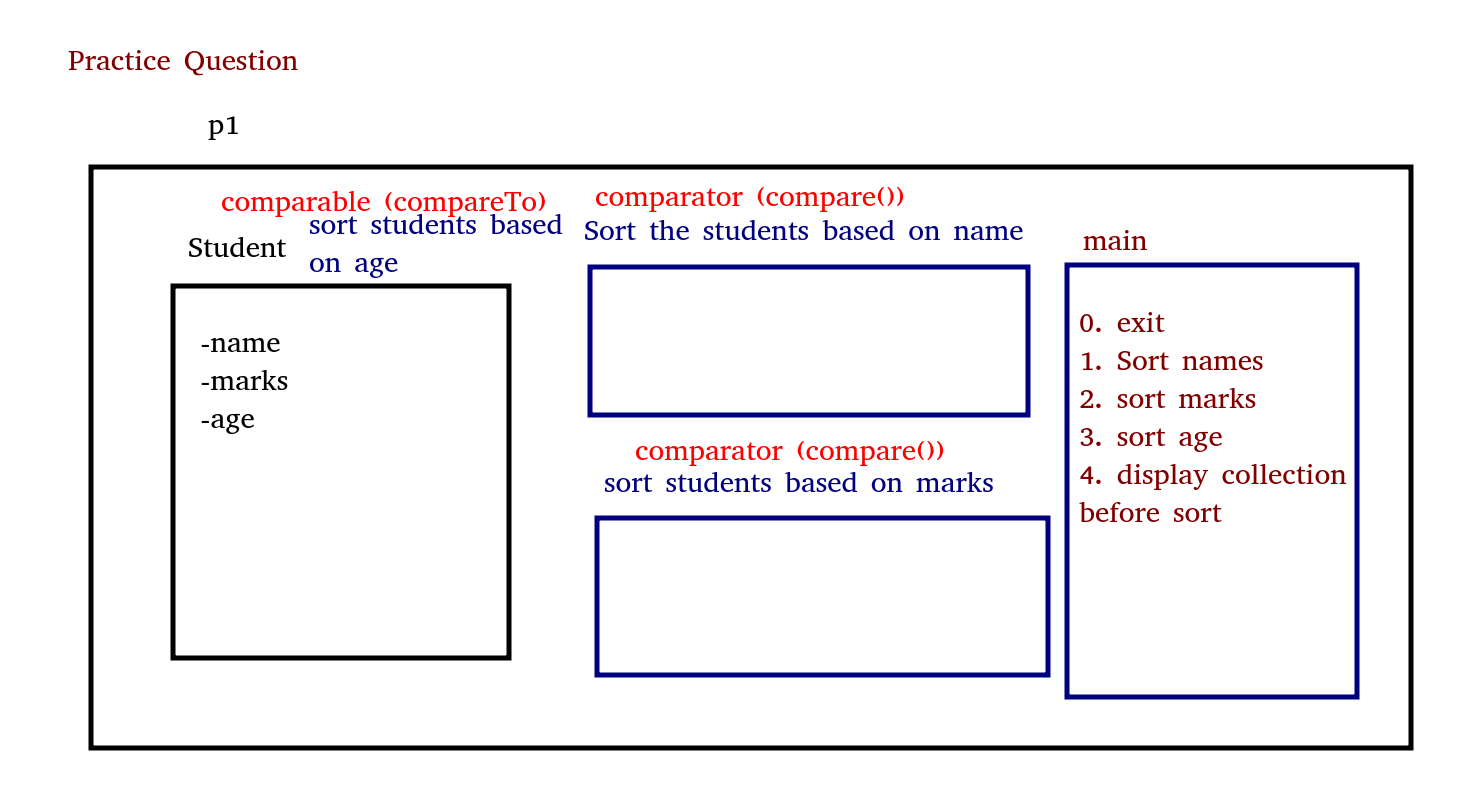 Practice Question
p1
comparable (compareTo)
sort students based
on age
Student
-name
-marks
-age
comparator (compare())
Sort the students based on name
comparator (compare())
sort students based on marks
main
0. exit
1. Sort names
2. sort marks
3. sort age
4. display collection
before sort